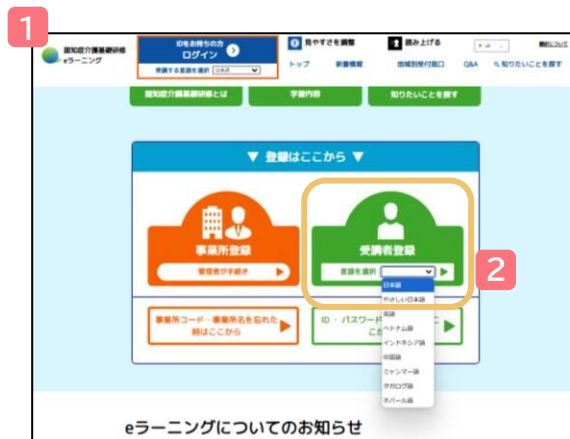 1
認知症介護基礎研修
eラーニング
IDをお持ちの方
ログイン
受講する言語を選択 日本語
見やすさを調整
読み上げる
トップ
新着情報
地域別受付窓口
Q&A
知りたいことを探す
認知症介護基礎研修とは
学習内容
知りたいことを探す
▼ 登録はここから ▼
事業所登録
管理者が手続き
受講者登録
言語を選択
2
日本語
やさしい日本語
英語
ベトナム語
インドネシア語
中国語
ミャンマー語
タガログ語
ネパール語
事業所コード・事業所名を忘れた
時はここから
ID・パスワード
eラーニングについてのお知らせ